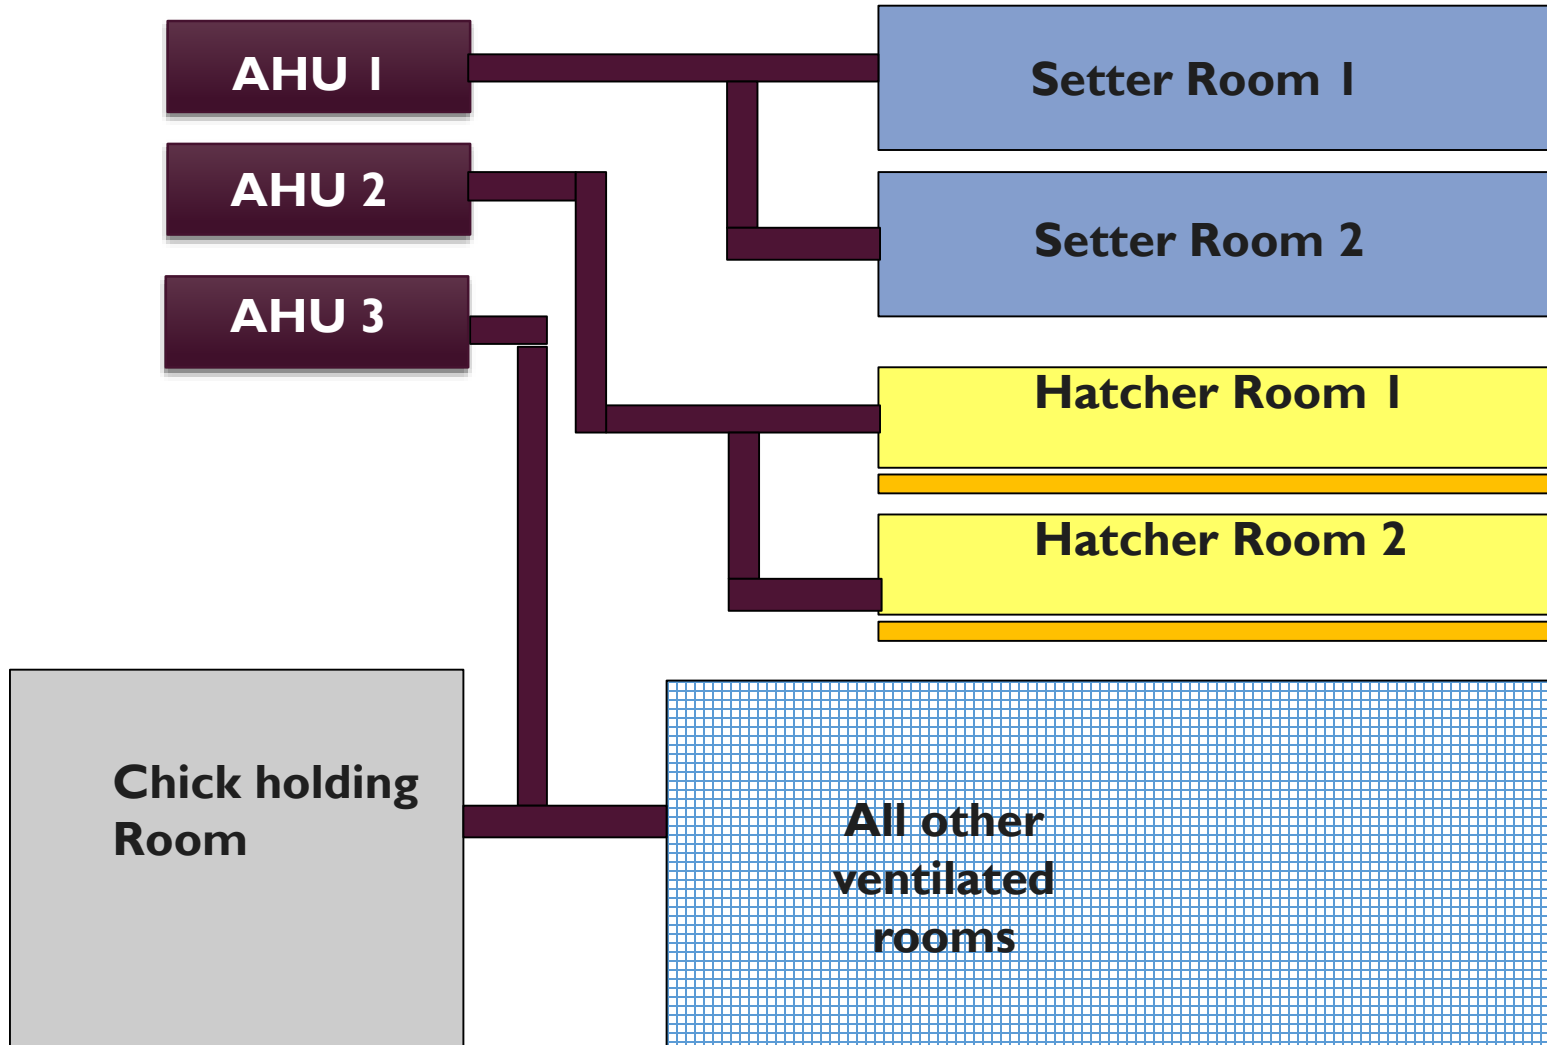 AHU 1
Setter Room 1
AHU 2
Setter Room 2
AHU 3
Hatcher Room 1
Hatcher Room 2
Chick holding
Room
All other
ventilated
rooms